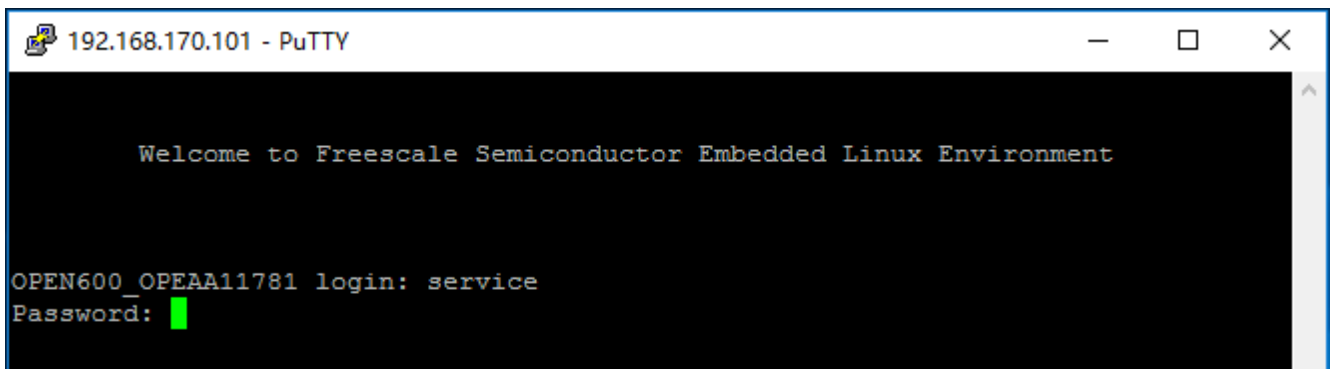 192.168.170.101 - PuTTY
Welcome to Freescale Semiconductor Embedded Linux Environment
OPEN600_OPEAA11781 login: service
Password: